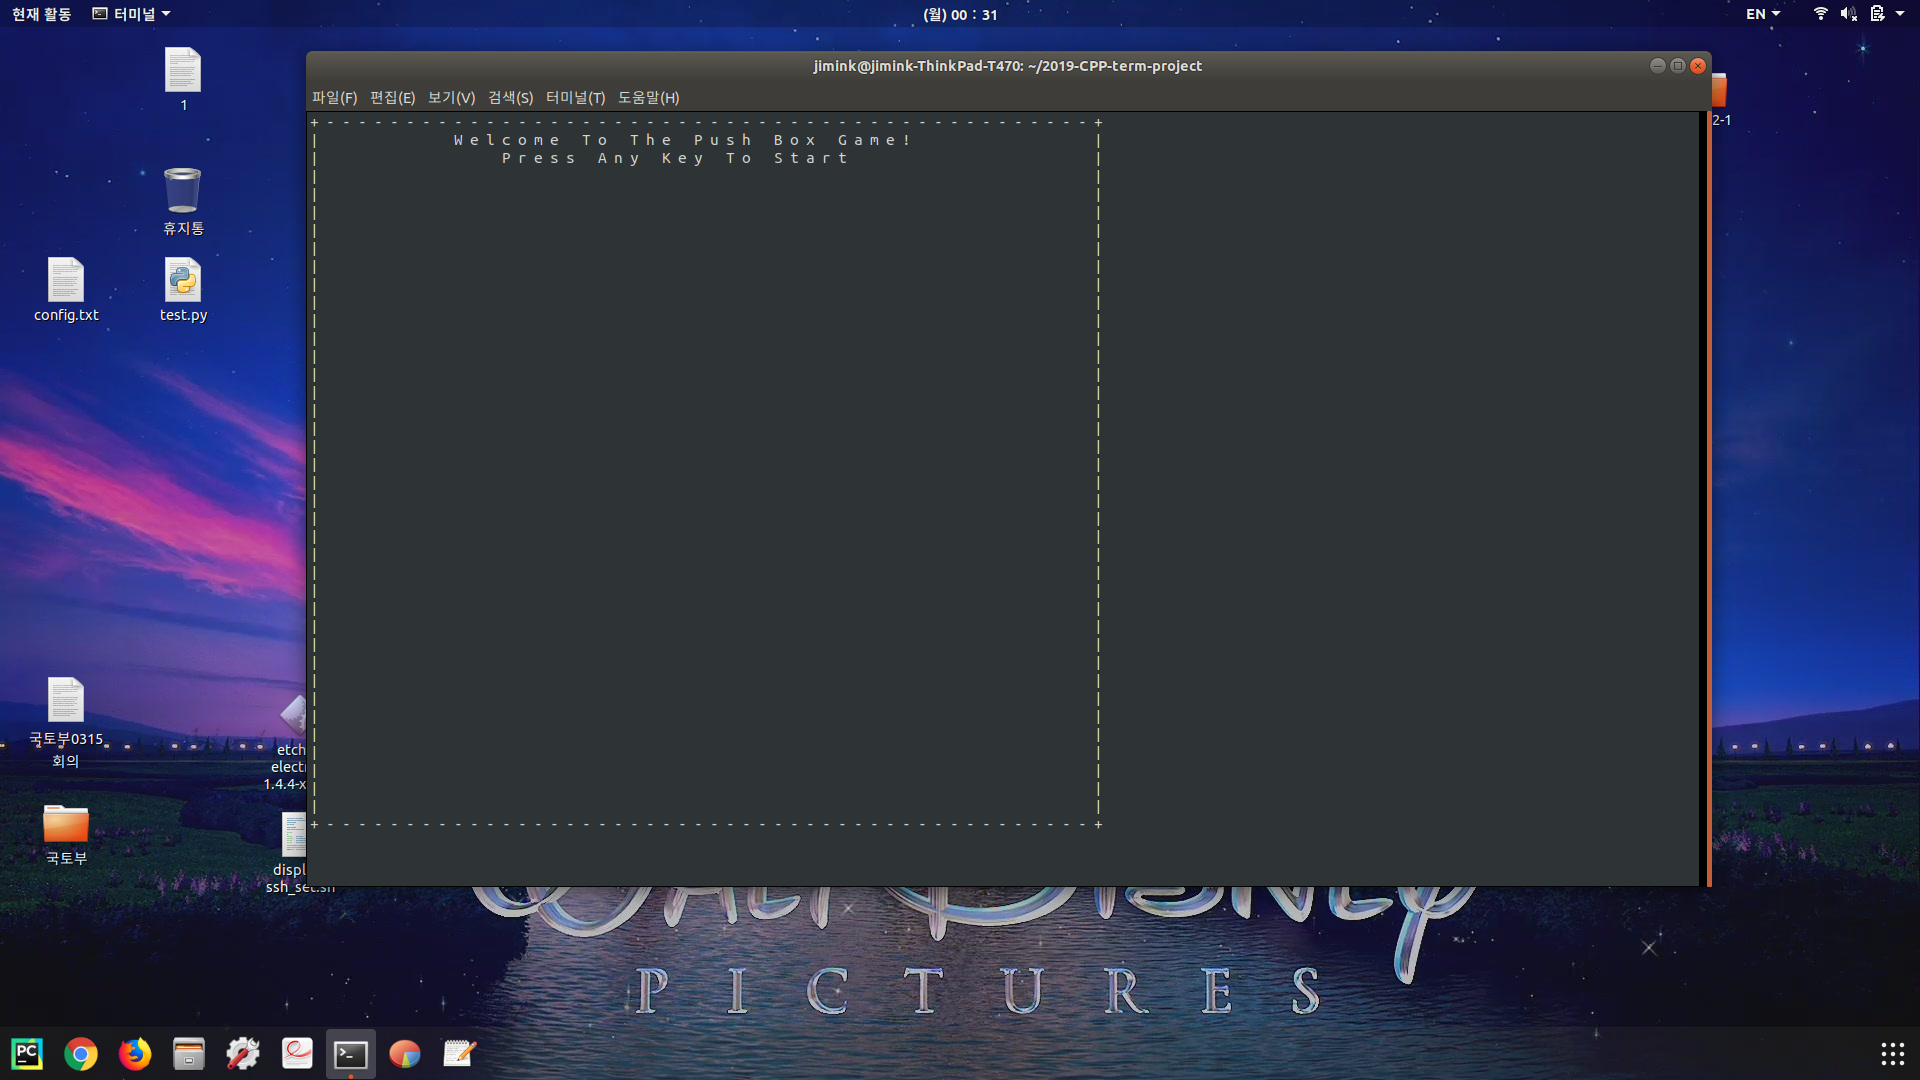 현재 활동
터미널
(월) 00 : 31
EN
1
휴지통
config.txt
test.py
국토부0315
회의
국토부
etch
elect
1.4.4-x
displ
ssh_set.sh
2-1
jimink@jimink-ThinkPad-T470: ~/2019-CPP-term-project
파일(F) 편집(E) 보기(V) 검색(S) 터미널(T) 도움말(H)
Welcome To The Push Box Game!
Press Any Key To Start
WALT DISNEY
PICTURES
PC